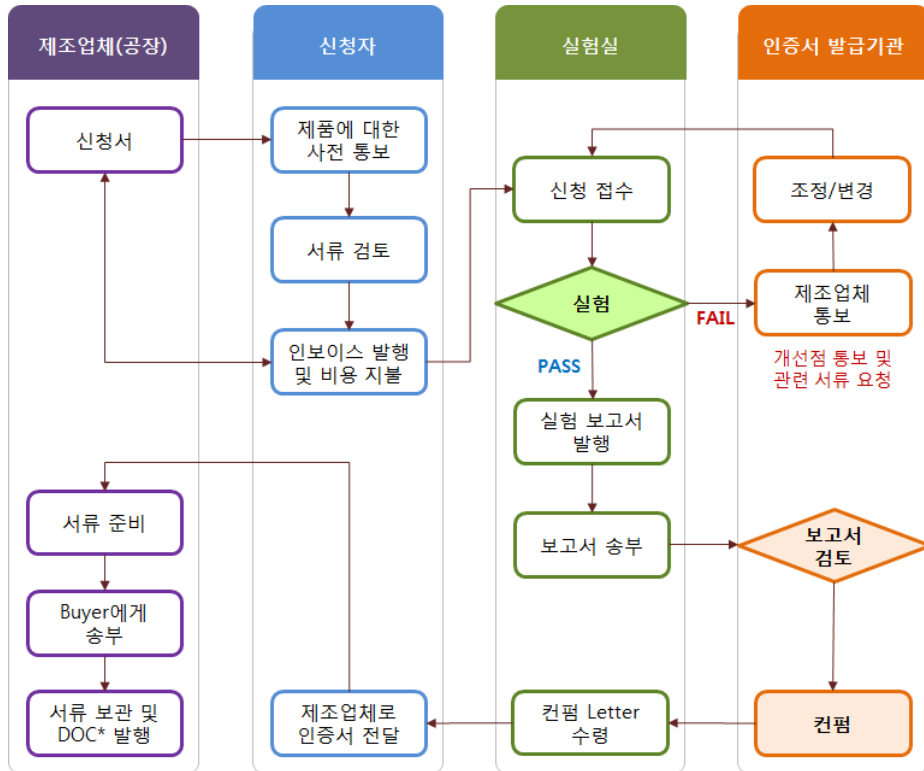 제조업체(공장)
신청자
실험실
인증서 발급기관
신청서
제품에 대한
사전 통보
서류 검토
인보이스 발행
및 비용 지불
신청 접수
실험
FAIL
PASS
조정/변경
제조업체
통보
개선점 통보 및
관련 서류 요청
실험 보고서
발행
보고서 송부
보고서
검토
컨펌
컨펌 Letter
수령
제조업체로
인증서 전달
서류 준비
Buyer에게
송부
서류 보관 및
DOC* 발행